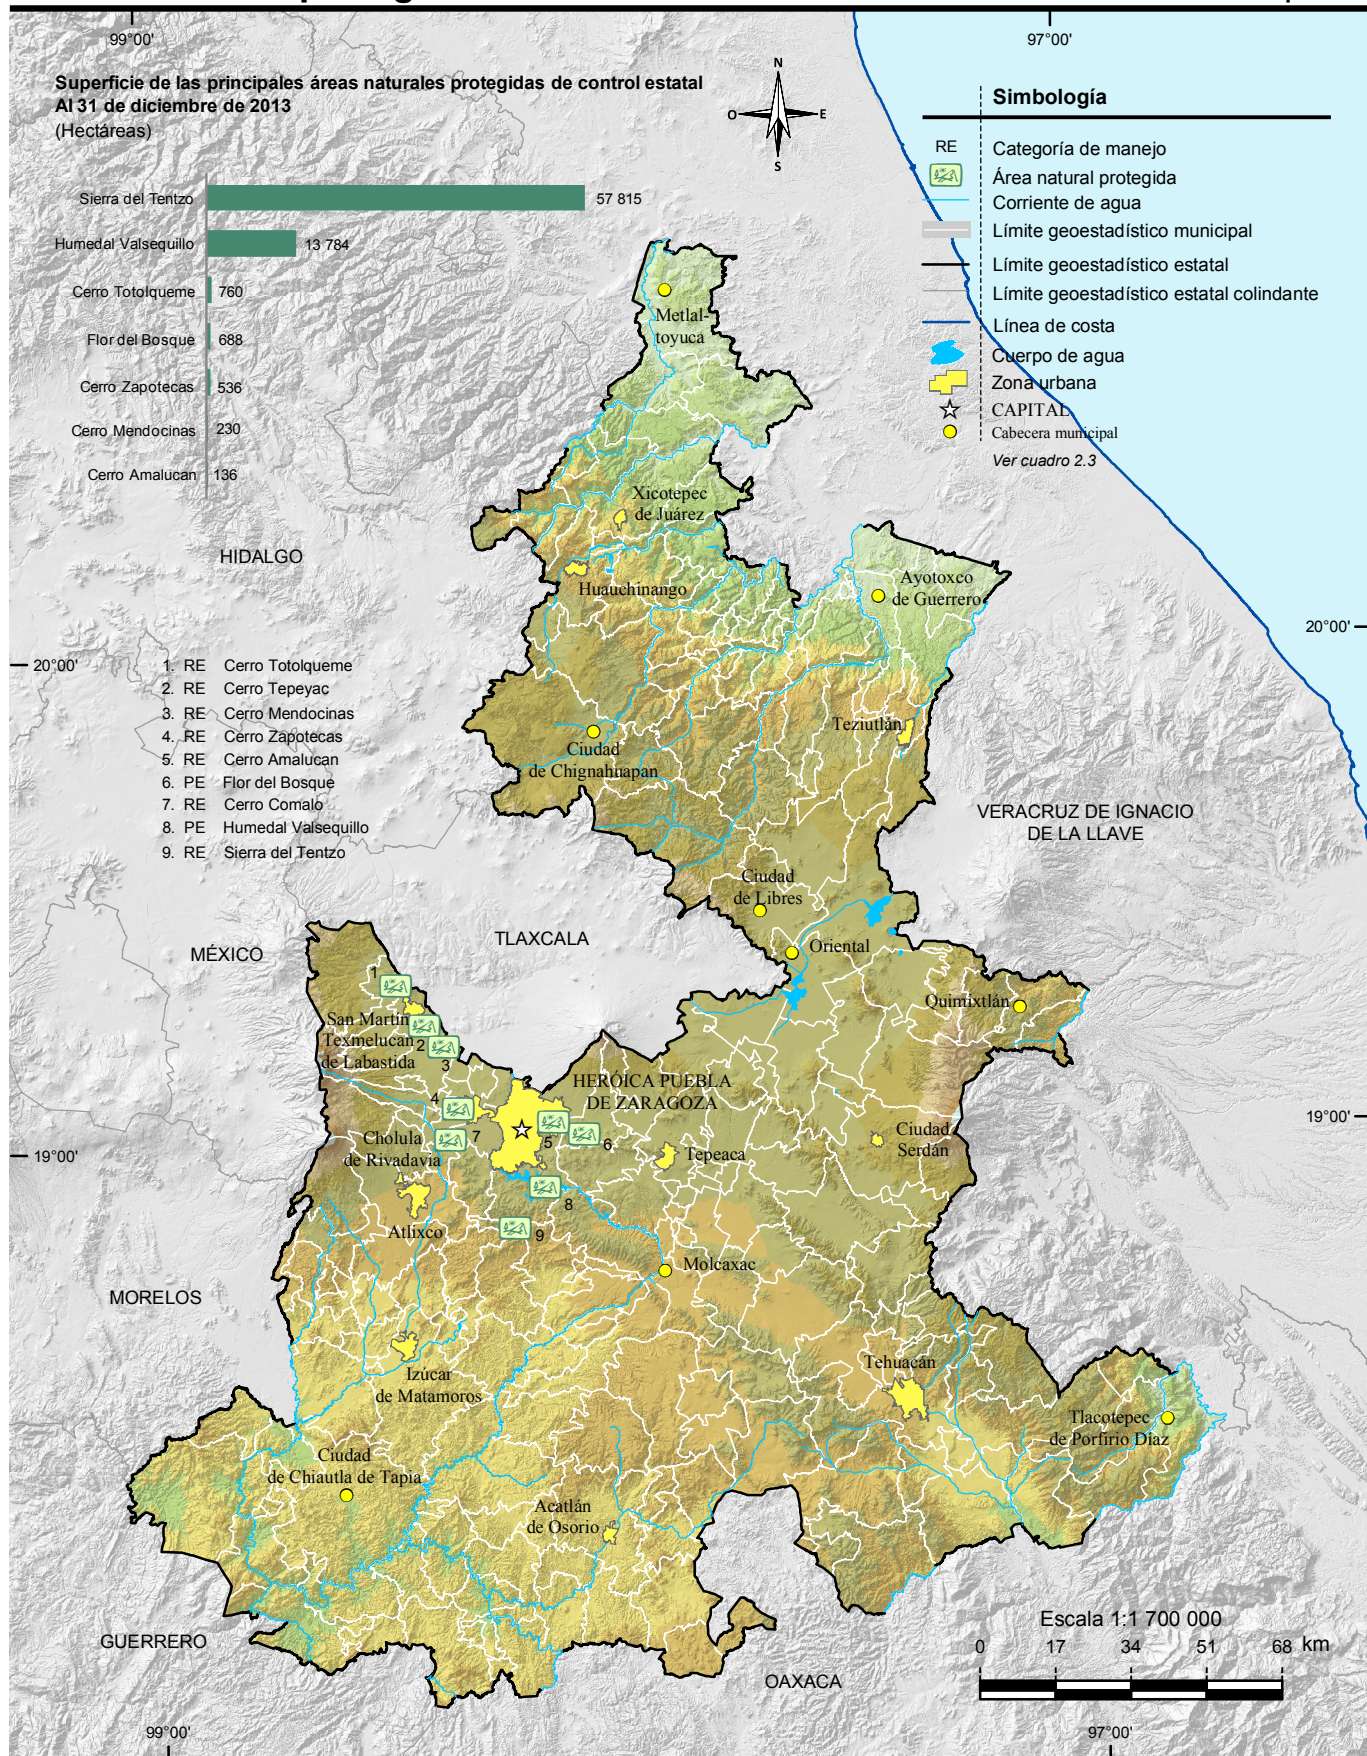 99°00'
97°00'
Superficie de las principales áreas naturales protegidas de control estatal
Al 31 de diciembre de 2013
(Hectáreas)
Sierra del Tentzo
57 815
Humedal Valsequillo
13 784
Cerro Totolqueme
760
Flor del Bosque
688
Cerro Zapotecas
536
Cerro Mendocinas
230
Cerro Amalucan
136
N
O
E
S
Simbología
RE Categoría de manejo
Área natural protegida
Corriente de agua
Límite geoestadístico municipal
Límite geoestadístico estatal
Límite geoestadístico estatal colindante
Línea de costa
Cuerpo de agua
Zona urbana
CAPITAL
Cabecera municipal
Ver cuadro 2.3
Metlal-
toyuca
Xicotepec
de Juárez
HIDALGO
Huauchinango
Ayotoxco
de Guerrero
20°00'
20°00'
1. RE Cerro Totolqueme
2. RE Cerro Tepeyac
3. RE Cerro Mendocinas
4. RE Cerro Zapotecas
5. RE Cerro Amalucan
6. PE Flor del Bosque
7. RE Cerro Comalo
8. PE Humedal Valsequillo
9. RE Sierra del Tentzo
Teziutlán
Ciudad
de Chignahuapan
VERACRUZ DE IGNACIO
DE LA LLAVE
Ciudad
de Libres
TLAXCALA
MÉXICO
Oriental
1
Quimixtlán
San Martín
Texmelucan
de Labastida
2
3
HERÓICA PUEBLA
DE ZARAGOZA
4
19°00'
Cholula
de Rivadavia
7
5
6
Tepeaca
Ciudad
Serdán
19°00'
8
Atlixco
9
Molcaxac
MORELOS
Izúcar
de Matamoros
Tehuacán
Tlacotepec
de Porfirio Díaz
Ciudad
de Chiautla de Tapia
Acatlán
de Osorio
GUERRERO
OAXACA
Escala 1:1 700 000
0 17 34 51 68 km
99°00'
97°00'